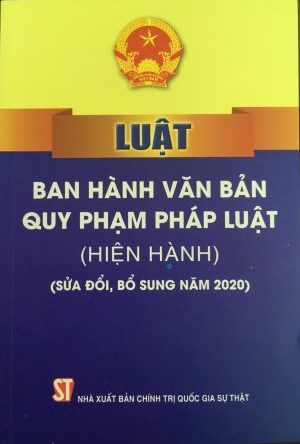 LUẬT
BAN HÀNH VĂN BẢN
QUY PHẠM PHÁP LUẬT
(HIỆN HÀNH)
(SỬA ĐỔI, BỔ SUNG NĂM 2020)
ST NHÀ XUẤT BẢN CHÍNH TRỊ QUỐC GIA SỰ THẬT